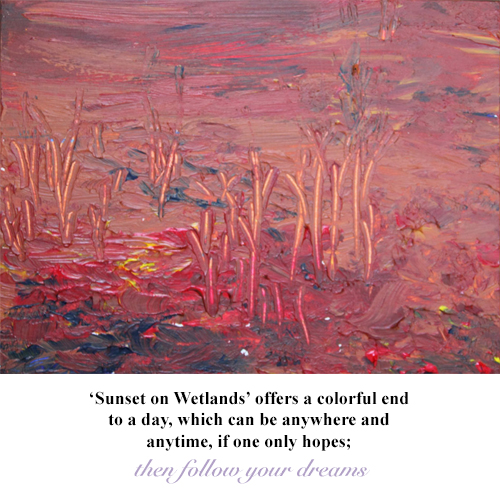 ‘Sunset on Wetlands’ offers a colorful end
to a day, which can be anywhere and
anytime, if one only hopes;
then follow your dreams